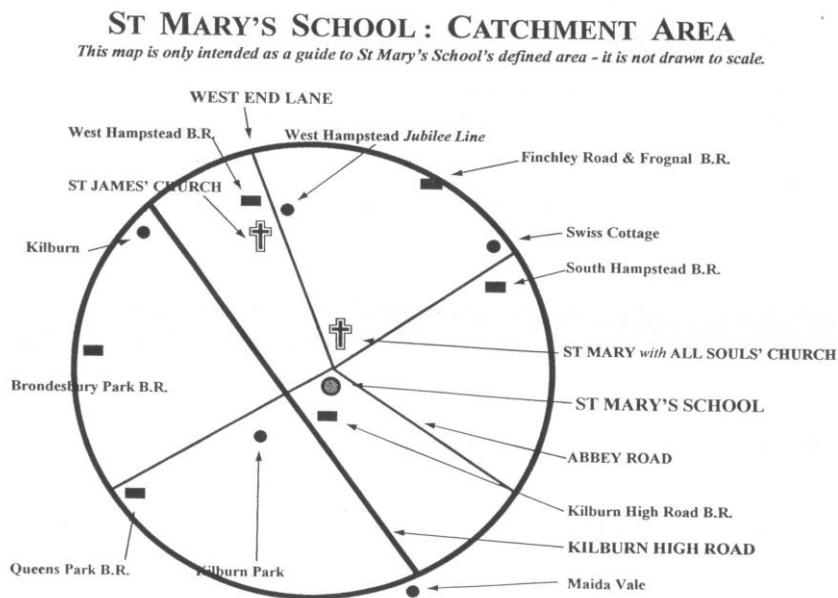 ST MARY'S SCHOOL : CATCHMENT AREA
This map is only intended as a guide to St Mary's School's defined area - it is not drawn to scale.
WEST END LANE
West Hampstead B.R.
West Hampstead Jubilee Line
Finchley Road & Frognal B.R.
ST JAMES' CHURCH
Swiss Cottage
Kilburn
South Hampstead B.R.
ST MARY with ALL SOULS' CHURCH
Brondesbury Park B.R.
ST MARY'S SCHOOL
ABBEY ROAD
Kilburn High Road B.R.
KILBURN HIGH ROAD
Queens Park B.R.
Kilburn Park
Maida Vale